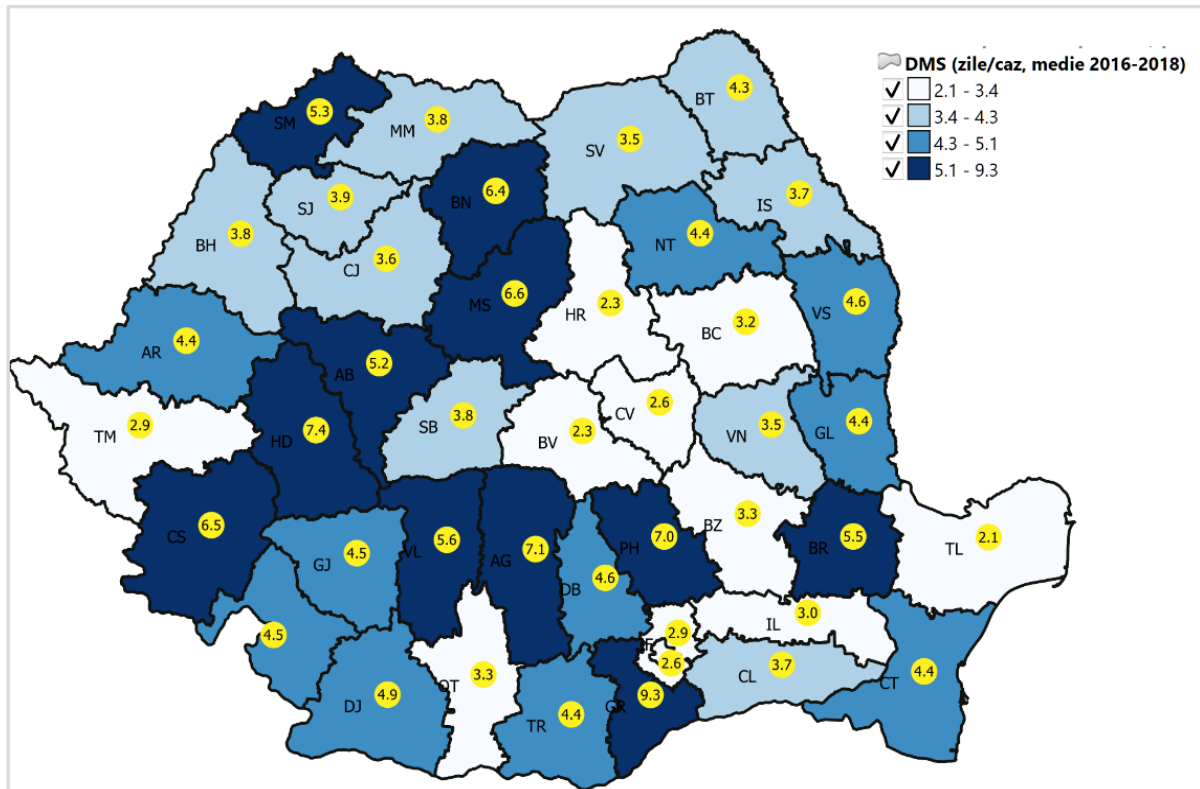 DMS (zile/caz, medie 2016-2018)
2.1 - 3.4
3.4 - 4.3
4.3 - 5.1
5.1 - 9.3
BT 4.3
SM 5.3
MM 3.8
SV 3.5
BN 6.4
SJ 3.9
IS 3.7
BH 3.8
NT 4.4
CJ 3.6
MS 6.6
HR 2.3
BC 3.2
VS 4.6
AR 4.4
AB 5.2
TM 2.9
HD 7.4
SB 3.8
BV 2.3
CV 2.6
VN 3.5
GL 4.4
CS 6.5
GJ 4.5
VL 5.6
AG 7.1
DB 4.6
PH 7.0
BZ 3.3
BR 5.5
TL 2.1
4.5
2.9
2.6
IL 3.0
DJ 4.9
OT 3.3
TR 4.4
GR 9.3
CL 3.7
CT 4.4